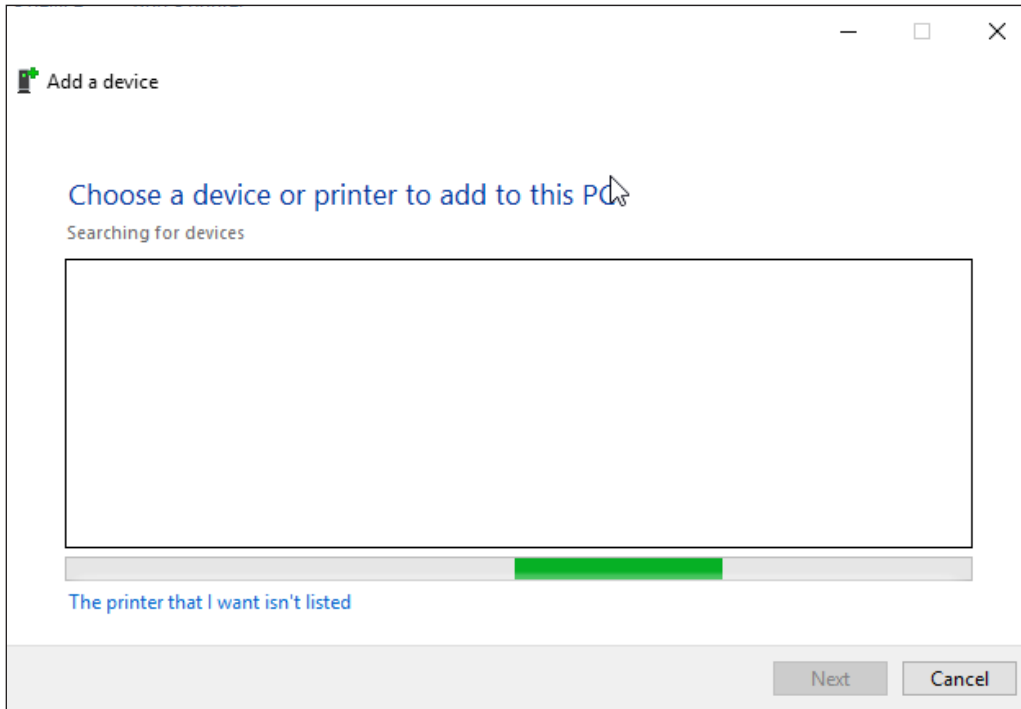 Add a device
Choose a device or printer to add to this PC
Searching for devices
The printer that I want isn't listed
Next
Cancel